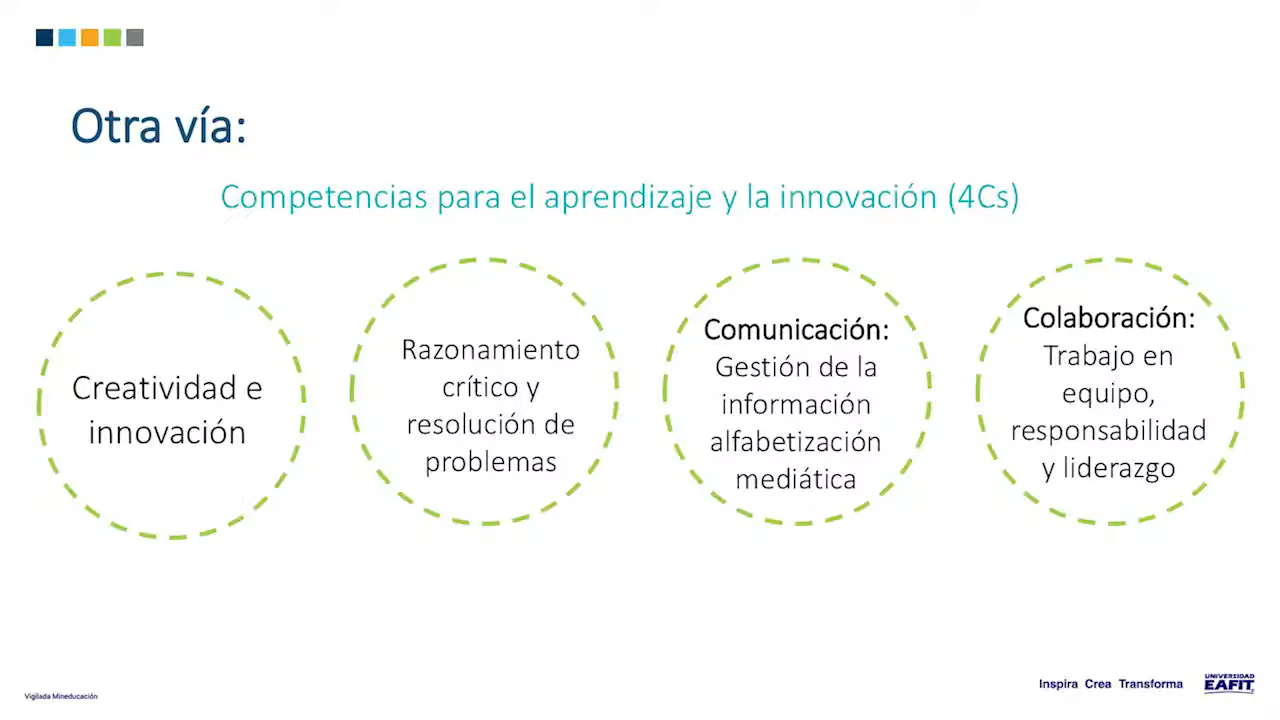 Otra vía:
Competencias para el aprendizaje y la innovación (4Cs)
Creatividad e
innovación
Razonamiento
crítico y
resolución de
problemas
Comunicación:
Gestión de la
información
alfabetización
mediática
Colaboración:
Trabajo en
equipo,
responsabilidad
y liderazgo
Vigilada Mineducación
Inspira Crea Transforma
UNIVERSIDAD
EAFIT